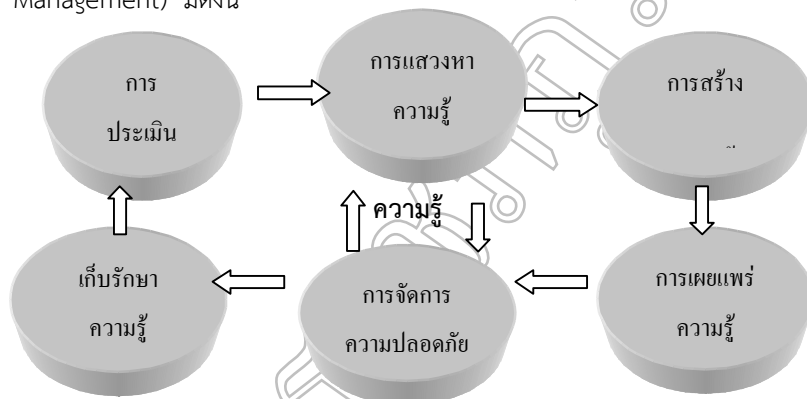 Management) มีดังนี้
การ
ประเมิน
การแสวงหา
ความรู้
การสร้าง
ความรู้
เก็บรักษา
ความรู้
การจัดการ
ความปลอดภัย
การเผยแพร่
ความรู้